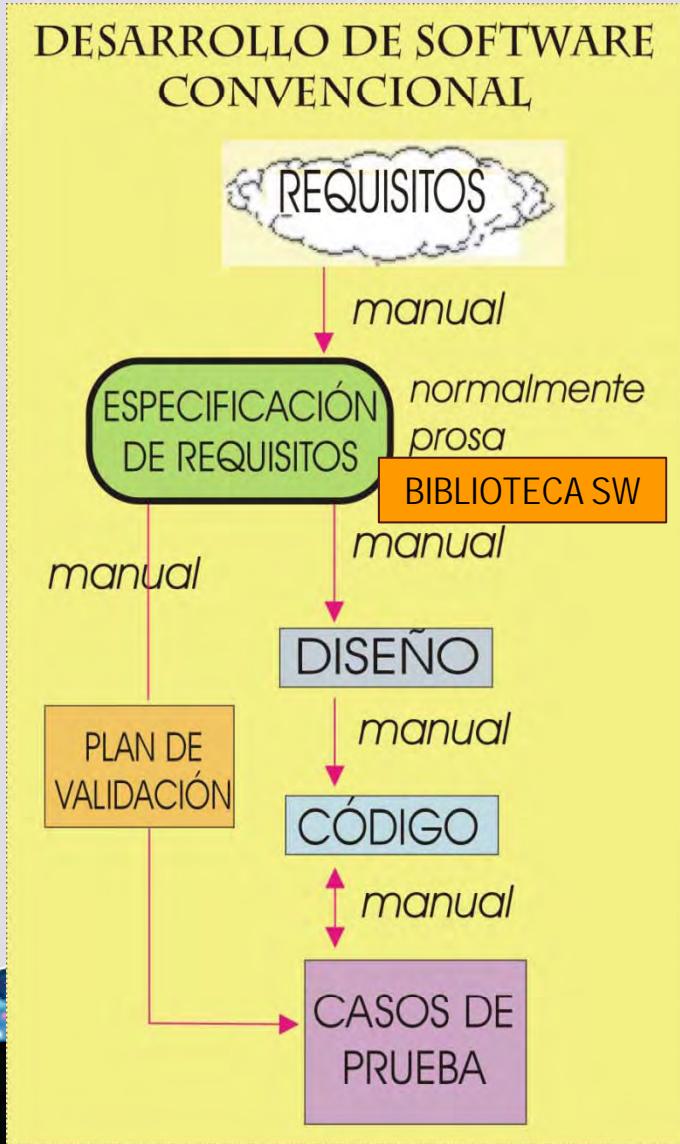 DESARROLLO DE SOFTWARE
CONVENCIONAL
REQUISITOS
manual
ESPECIFICACIÓN
DE REQUISITOS
normalmente
prosa
BIBLIOTECA SW
manual
manual
DISEÑO
manual
PLAN DE
VALIDACIÓN
CÓDIGO
manual
CASOS DE
PRUEBA